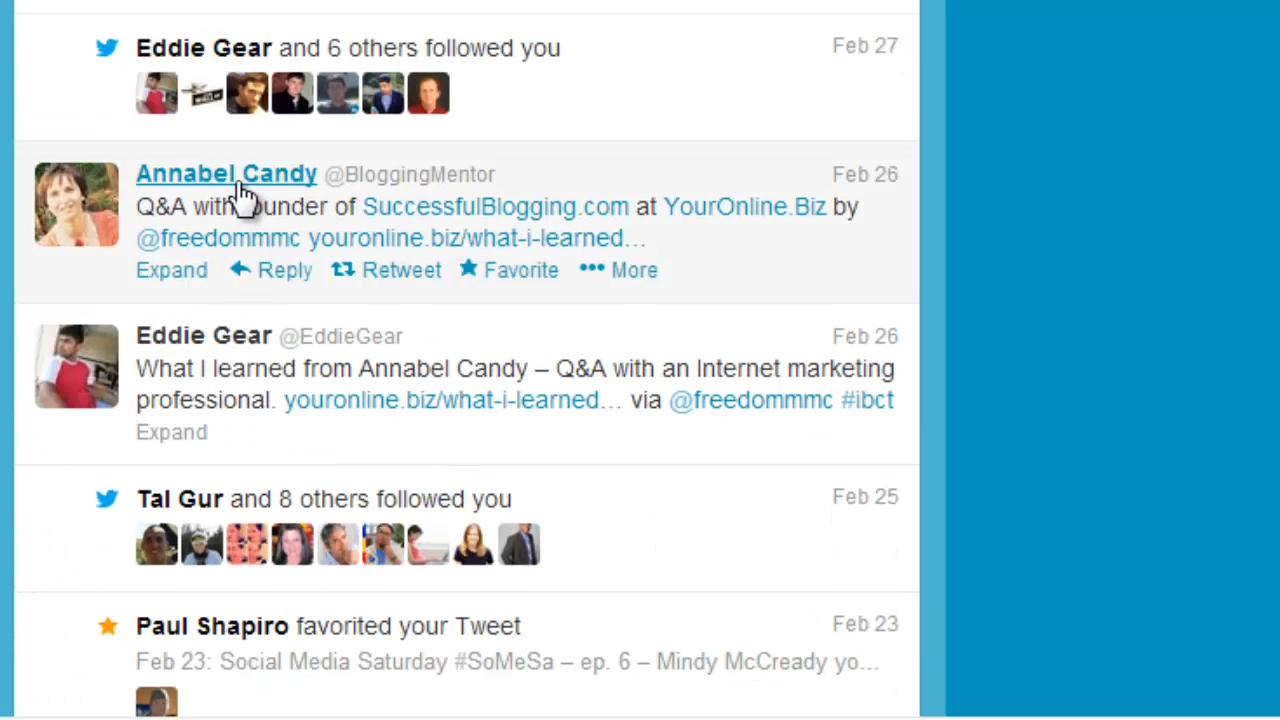 Eddie Gear and 6 others followed you Feb 27
Annabel Candy @BloggingMentor Feb 26
Q&A with founder of SuccessfulBlogging.com at YourOnline.Biz by
@freedommmc youronline.biz/what-i-learned…
Expand Reply Retweet Favorite More
Eddie Gear @EddieGear Feb 26
What I learned from Annabel Candy – Q&A with an Internet marketing
professional. youronline.biz/what-i-learned… via @freedommmc #ibct
Expand
Tal Gur and 8 others followed you Feb 25
Paul Shapiro favorited your Tweet Feb 23
Feb 23: Social Media Saturday #SoMeSa – ep. 6 – Mindy McCready yo...